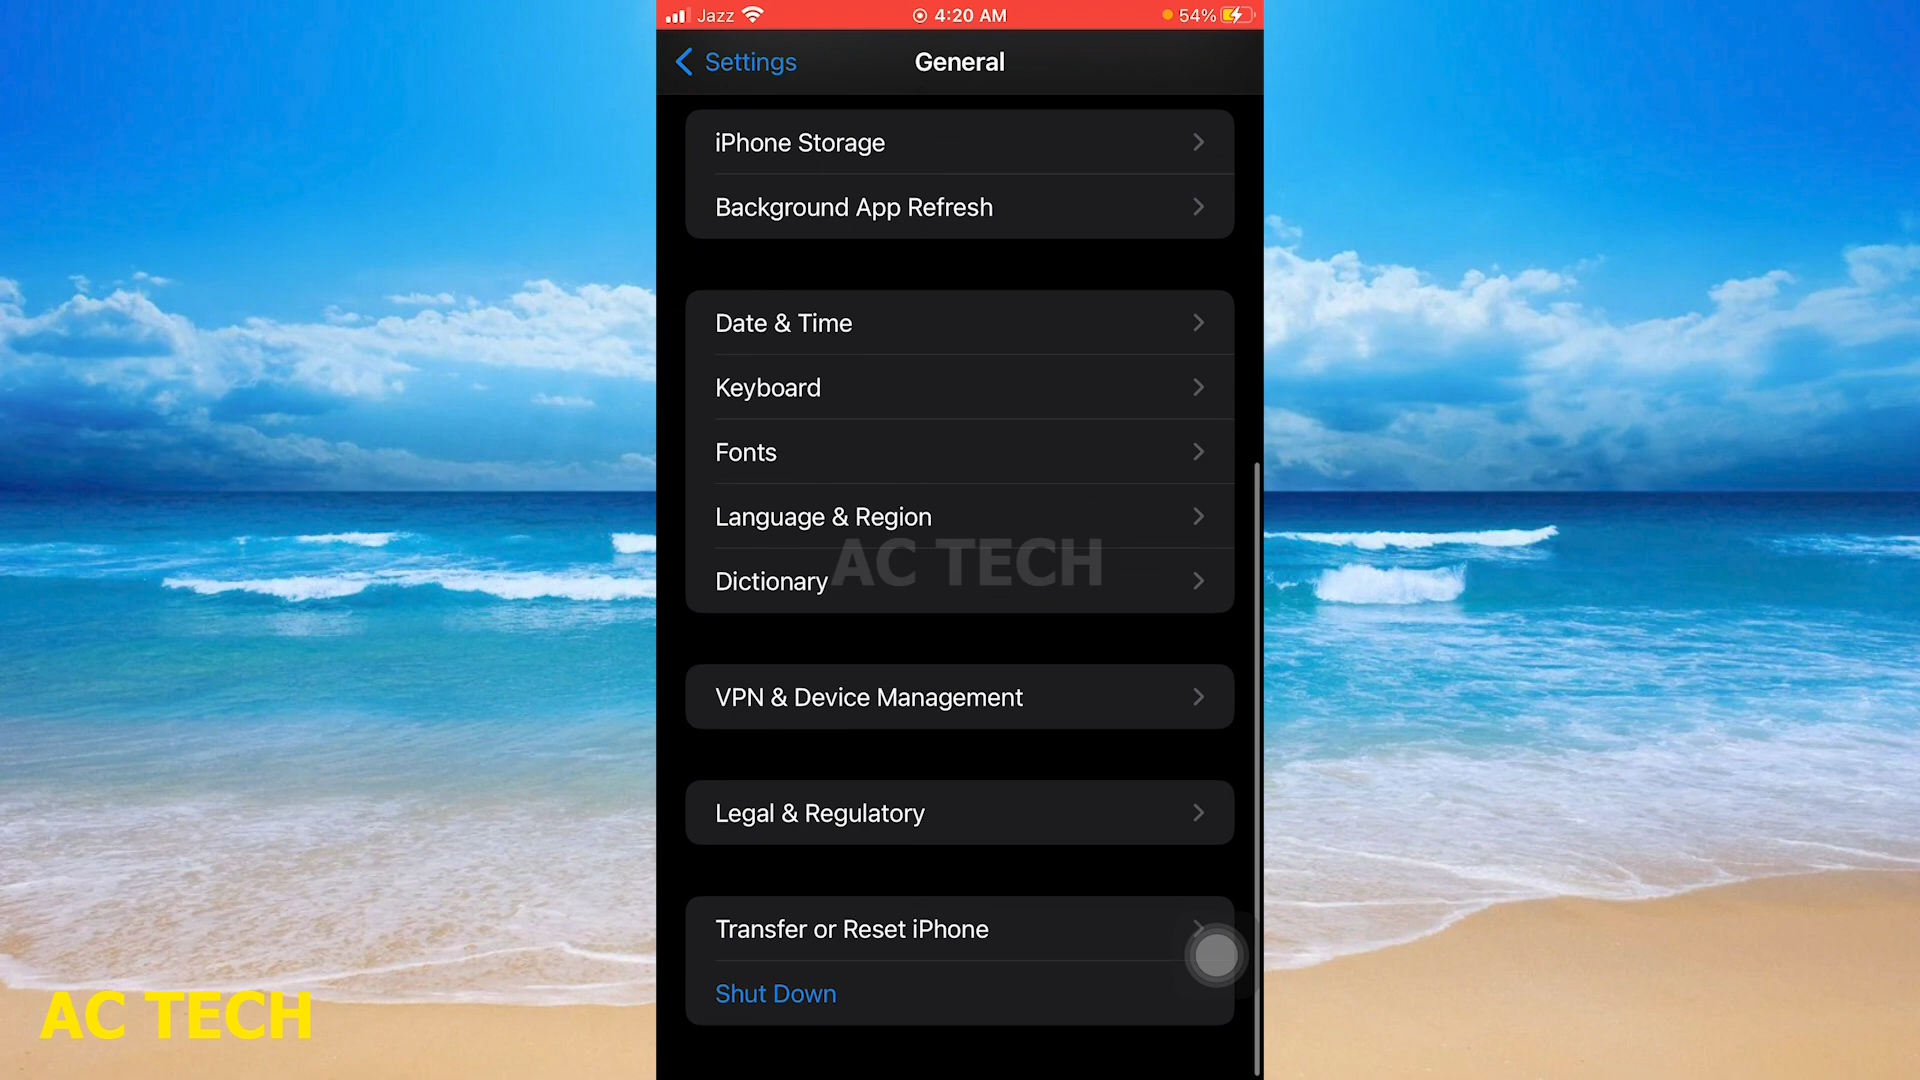 Jazz 4:20 AM 54%
Settings General
iPhone Storage
Background App Refresh
Date & Time
Keyboard
Fonts
Language & Region
AC TECH
Dictionary
VPN & Device Management
Legal & Regulatory
Transfer or Reset iPhone
Shut Down
AC TECH